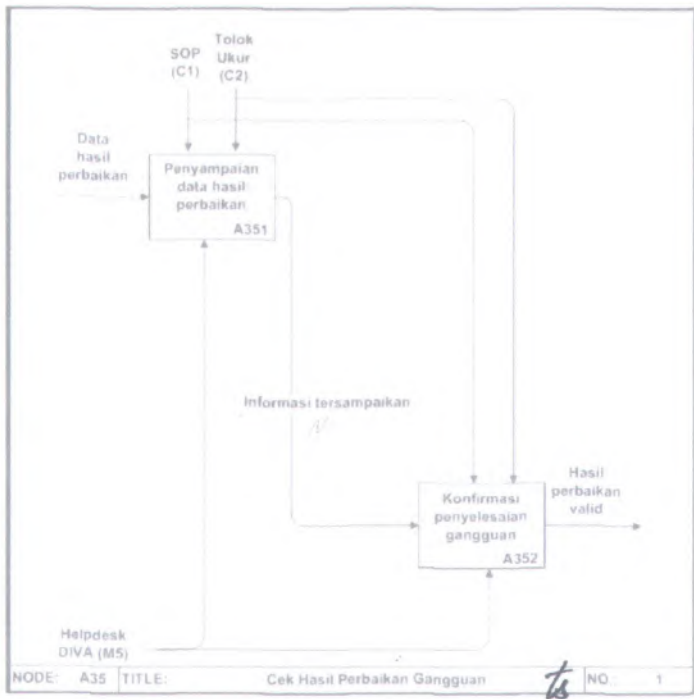 SOP
(C1)
Tolok
Ukur
(C2)
Data
hasil
perbaikan
Penyampaian
data hasil
perbaikan
A351
Informasi tersampaikan
Konfirmasi
penyelesaian
gangguan
A352
Hasil
perbaikan
valid
Helpdesk
DIVA (M5)
NODE: A35 TITLE: Cek Hasil Perbaikan Gangguan NO.: 1